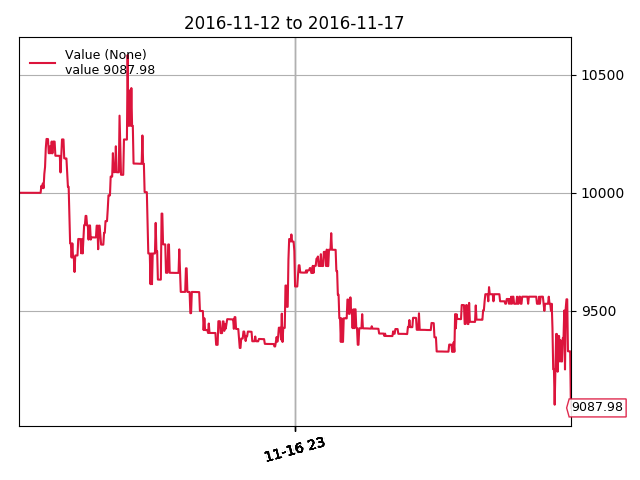 2016-11-12 to 2016-11-17
Value (None)
value 9087.98
10500
10000
9500
9087.98
11-16 23